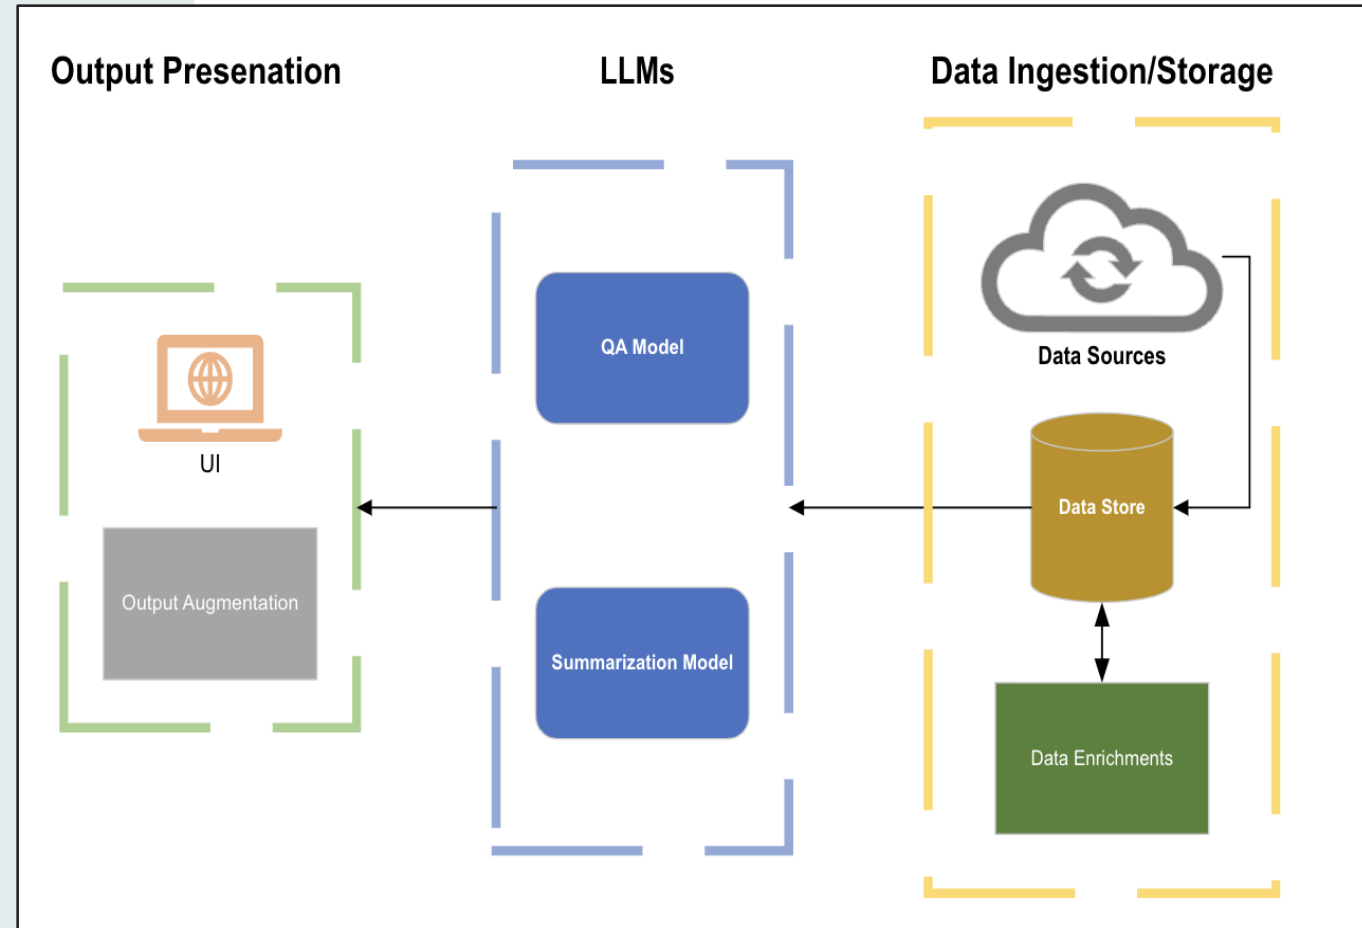 Output Presenation
LLMs
Data Ingestion/Storage
QA Model
Data Sources
UI
Data Store
Output Augmentation
Summarization Model
Data Enrichments